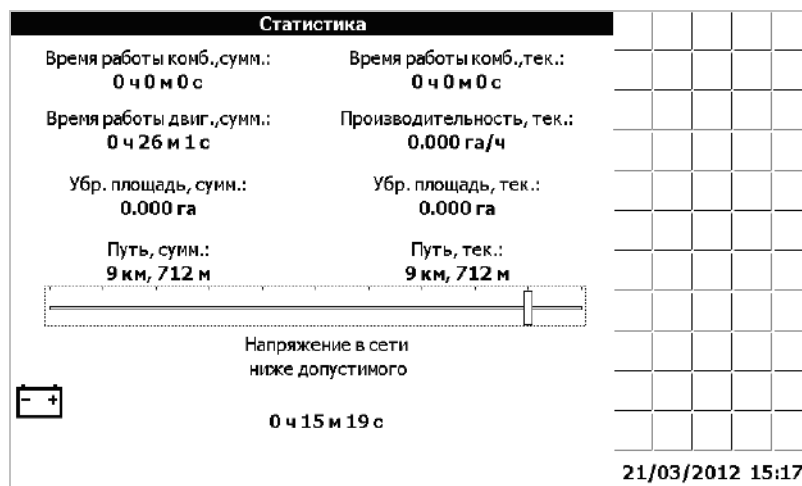 Статистика
Время работы комб.,сумм.:
0 ч 0 м 0 с
Время работы комб.,тек.:
0 ч 0 м 0 с
Время работы двиг.,сумм.:
0 ч 26 м 1 с
Производительность, тек.:
0.000 га/ч
Убр. площадь, сумм.:
0.000 га
Убр. площадь, тек.:
0.000 га
Путь, сумм.:
9 км, 712 м
Путь, тек.:
9 км, 712 м
Напряжение в сети
ниже допустимого
- +
0 ч 15 м 19 с
21/03/2012 15:17